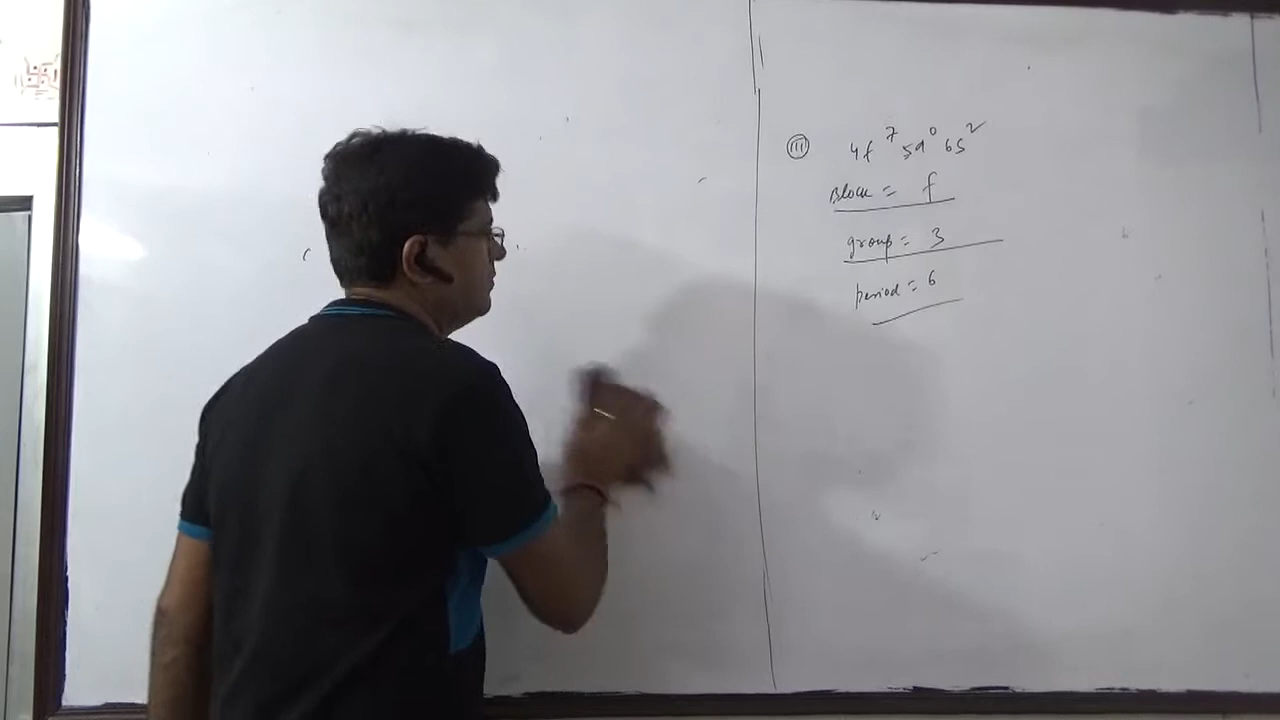 (III) 4f⁷ 5d⁰ 6s²
Block = f
group = 3
period = 6